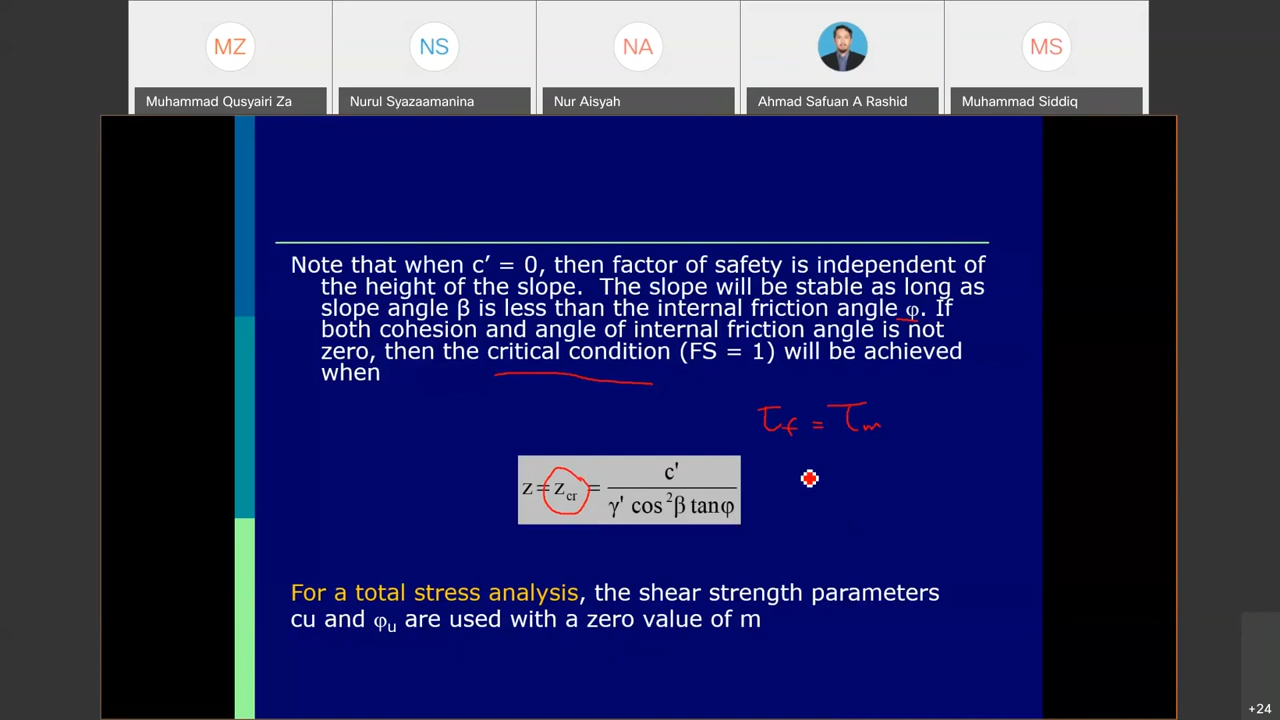 MZ
NS
NA
MS
Muhammad Qusyairi Za
Nurul Syazaamanina
Nur Aisyah
Ahmad Safuan A Rashid
Muhammad Siddiq
Note that when c′ = 0, then factor of safety is independent of
the height of the slope. The slope will be stable as long as
slope angle β is less than the internal friction angle φ. If
both cohesion and angle of internal friction angle is not
zero, then the critical condition (FS = 1) will be achieved
when
τf = τm
z = zcr = c' / γ' cos²β tanφ
For a total stress analysis, the shear strength parameters
cu and φu are used with a zero value of m
+24